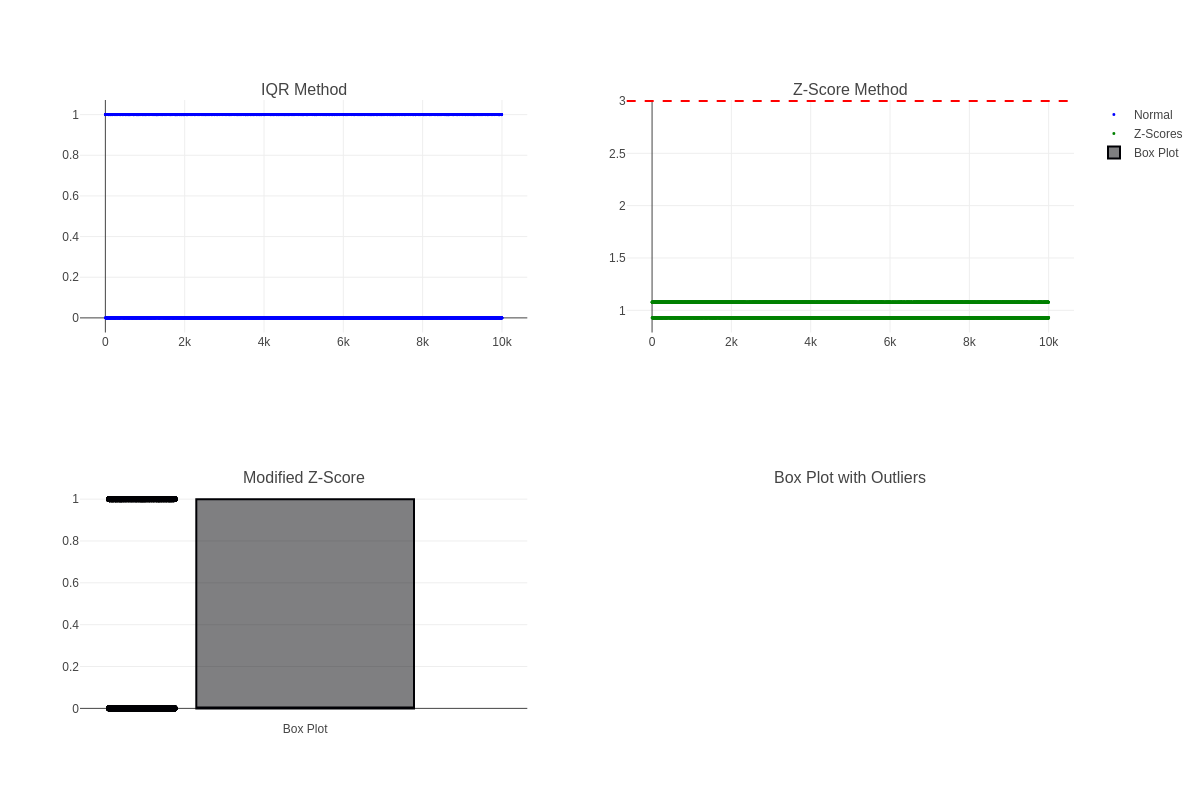 IQR Method
1
0.8
0.6
0.4
0.2
0
0 2k 4k 6k 8k 10k
Z-Score Method
3
2.5
2
1.5
1
0 2k 4k 6k 8k 10k
Normal
Z-Scores
Box Plot
Modified Z-Score
1
0.8
0.6
0.4
0.2
0
Box Plot
Box Plot with Outliers